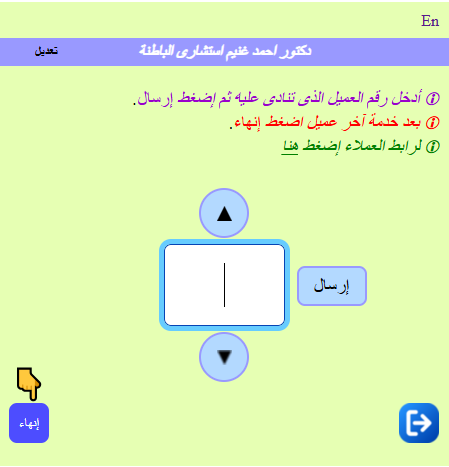 En
دكتور احمد غنيم استشارى الباطنة
تعديل
أدخل رقم العميل الذى تنادى عليه ثم إضغط إرسال.
بعد خدمة آخر عميل اضغط إنهاء.
لرابط العملاء إضغط هنا
إرسال
إنهاء